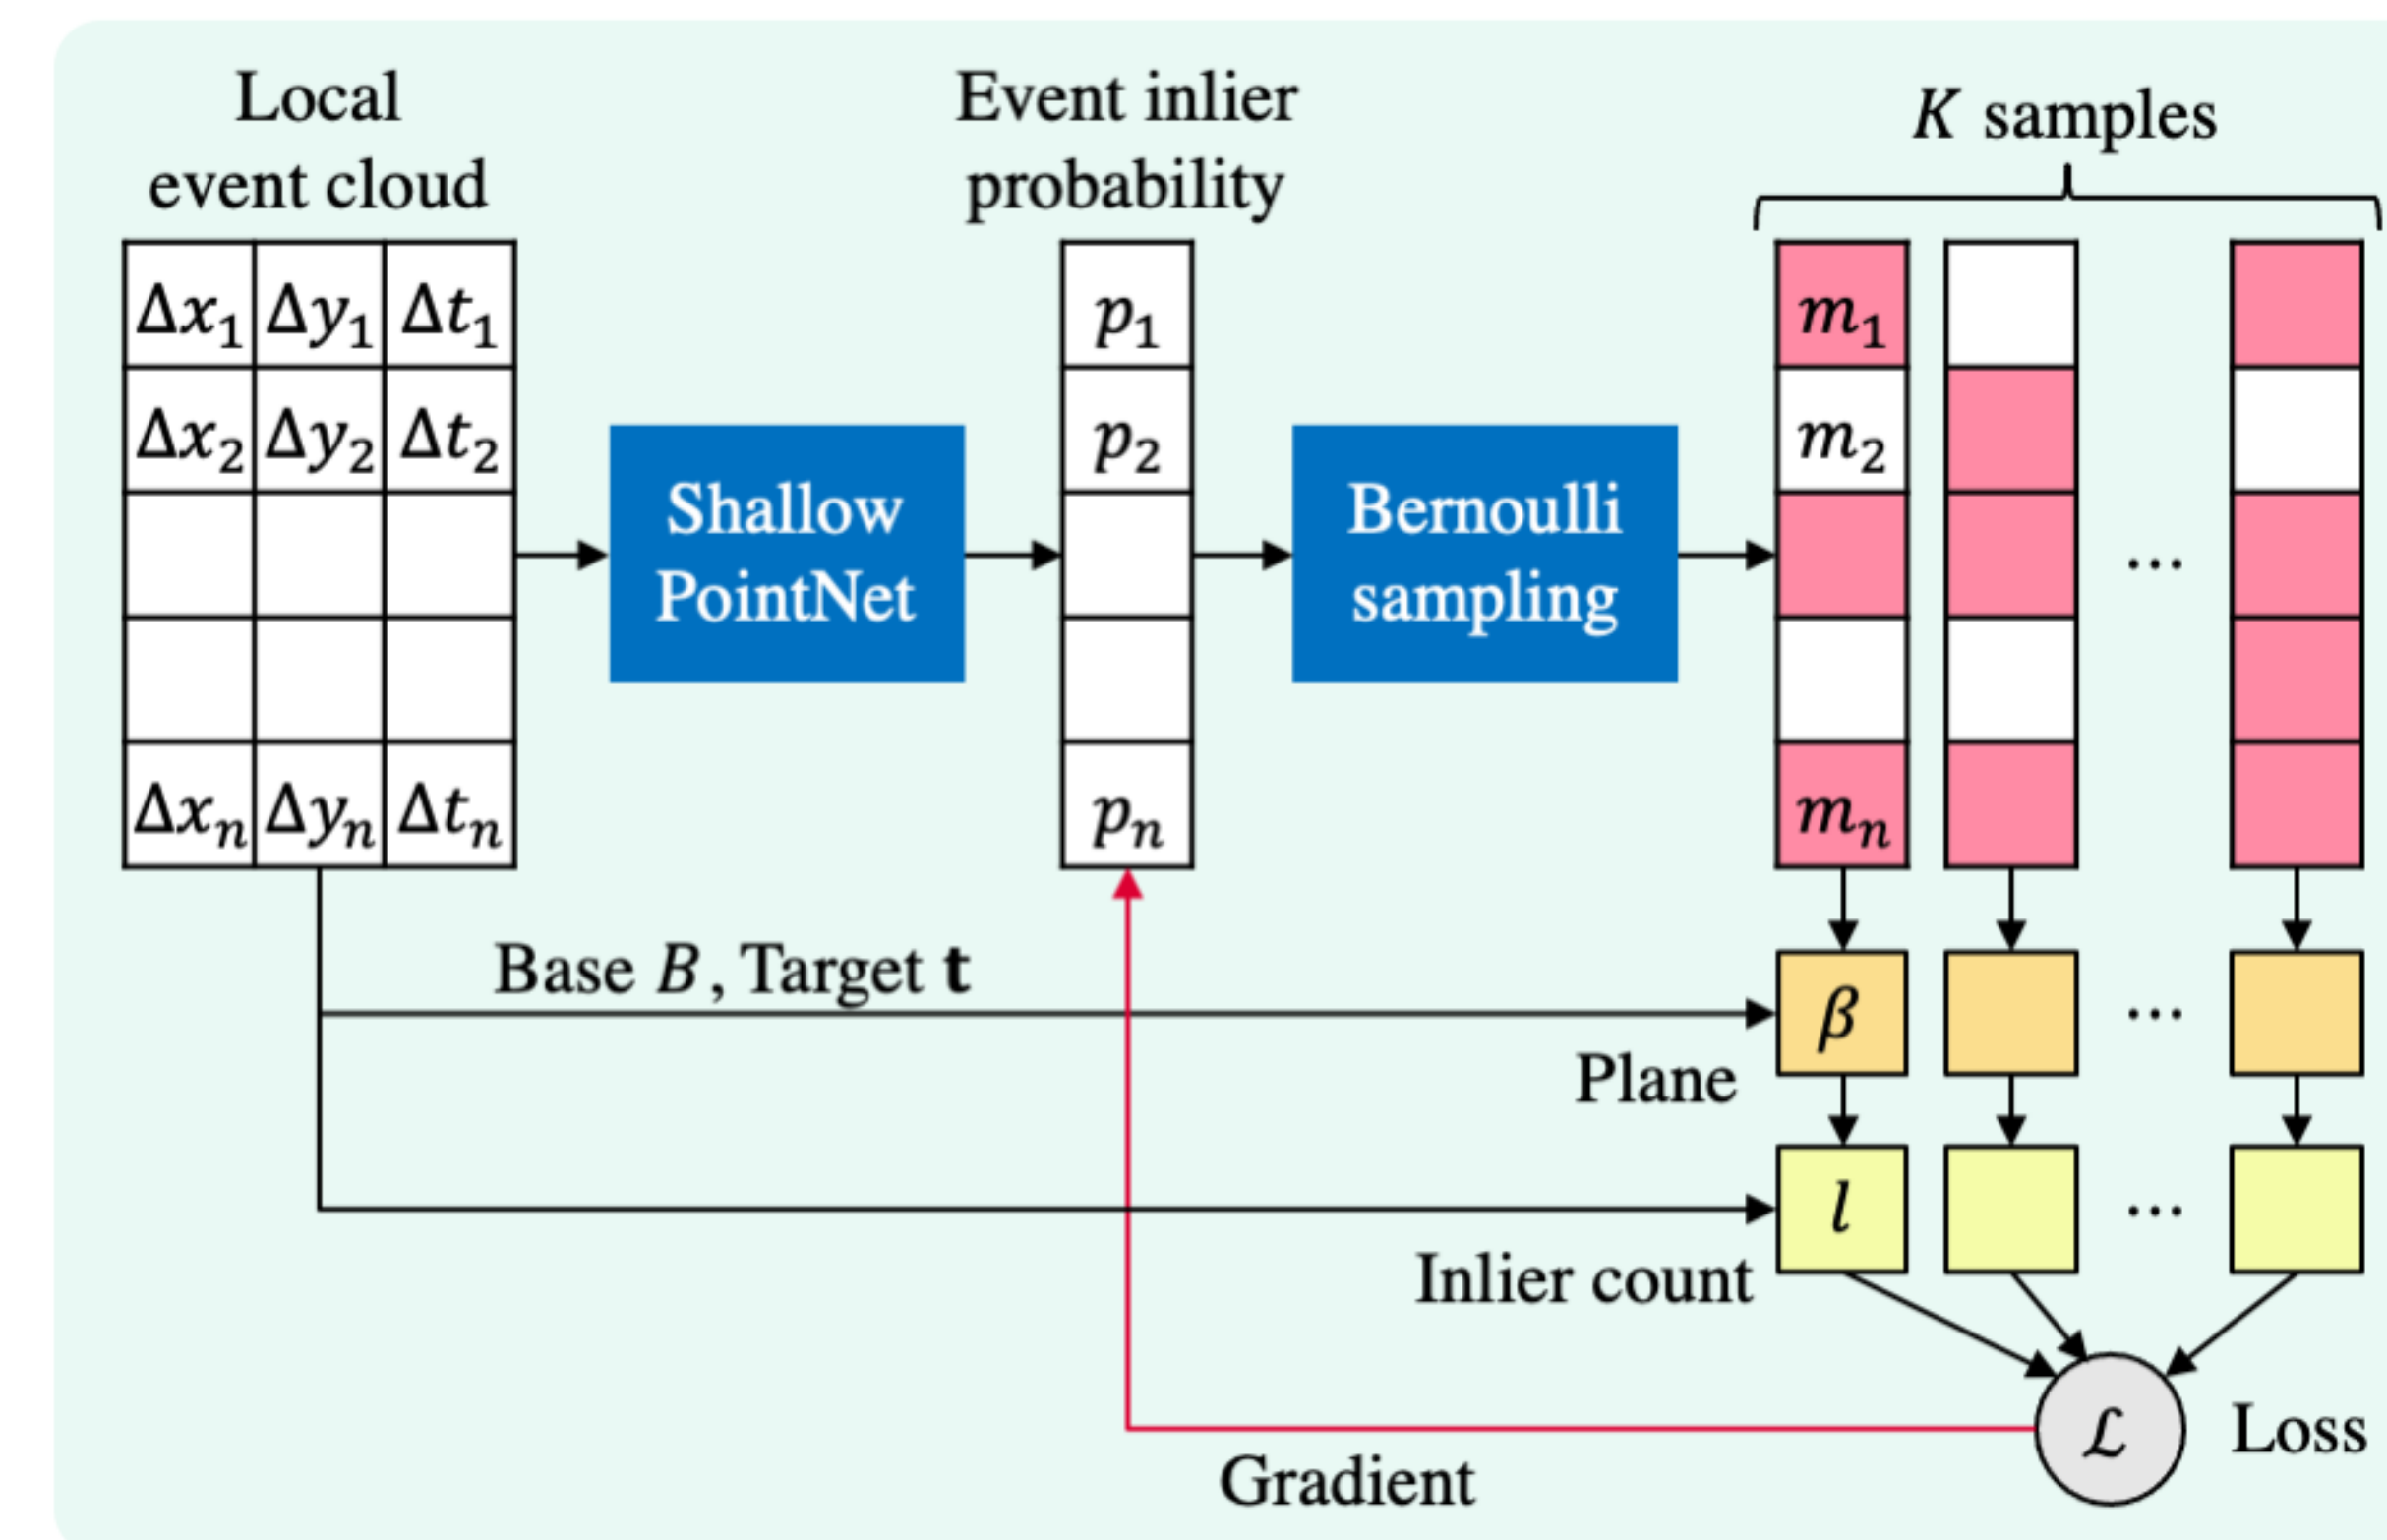 Local
event cloud
Event inlier
probability
K samples
Δx₁ Δy₁ Δt₁
Δx₂ Δy₂ Δt₂
Δxₙ Δyₙ Δtₙ
Shallow
PointNet
p₁
p₂
pₙ
Bernoulli
sampling
m₁
m₂
mₙ
...
Base B, Target t
β
...
Plane
l
...
Inlier count
ℒ
Loss
Gradient